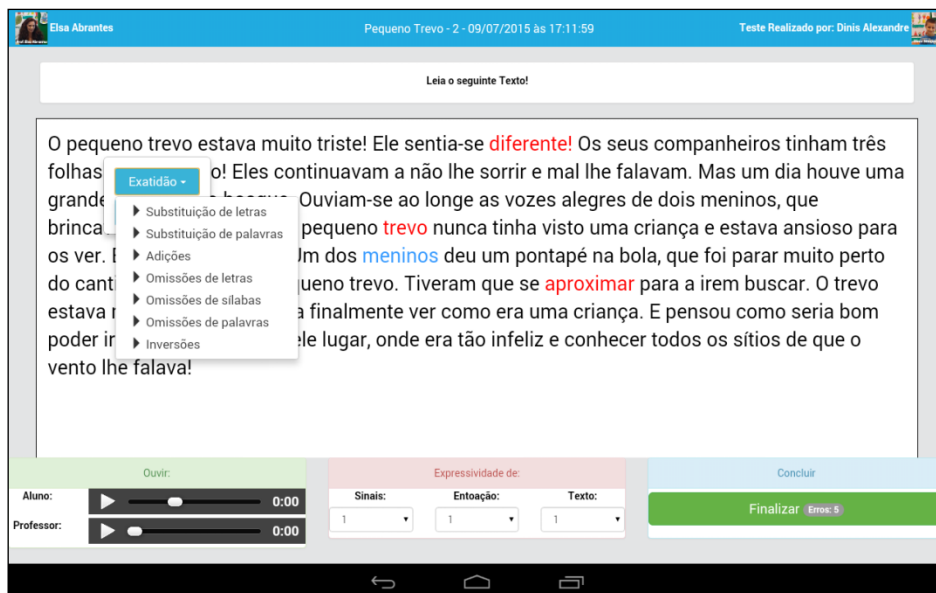 Elsa Abrantes
Pequeno Trevo - 2 - 09/07/2015 às 17:11:59
Teste Realizado por: Dinis Alexandre
Leia o seguinte Texto!
O pequeno trevo estava muito triste! Ele sentia-se diferente! Os seus companheiros tinham três
folhas o! Eles continuavam a não lhe sorrir e mal lhe falavam. Mas um dia houve uma
grande Ouviam-se ao longe as vozes alegres de dois meninos, que
brinca pequeno trevo nunca tinha visto uma criança e estava ansioso para
os ver. Um dos meninos deu um pontapé na bola, que foi parar muito perto
do canti ueno trevo. Tiveram que se aproximar para a irem buscar. O trevo
estava a finalmente ver como era uma criança. E pensou como seria bom
poder ir ele lugar, onde era tão infeliz e conhecer todos os sítios de que o
vento lhe falava!
Exatidão
Substituição de letras
Substituição de palavras
Adições
Omissões de letras
Omissões de sílabas
Omissões de palavras
Inversões
Ouvir:
Aluno:
0:00
Professor:
0:00
Expressividade de:
Sinais: Entoação: Texto:
1 1 1
Concluir
Finalizar Erros: 5